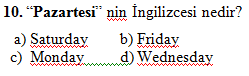 10. “Pazartesi” nin İngilizcesi nedir?
a) Saturday b) Friday
c) Monday d) Wednesday